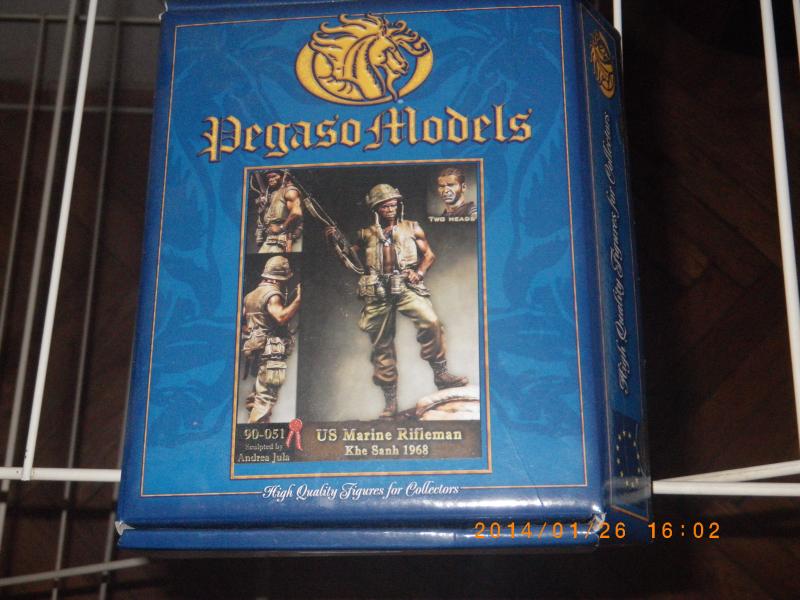 Pegaso Models
TWO HEADS
90-051
Sculpted by
Andrea Jula
US Marine Rifleman
Khe Sanh 1968
High Quality Figures for Collectors
High Quality Figures for Collectors
2014/01/26 16:02